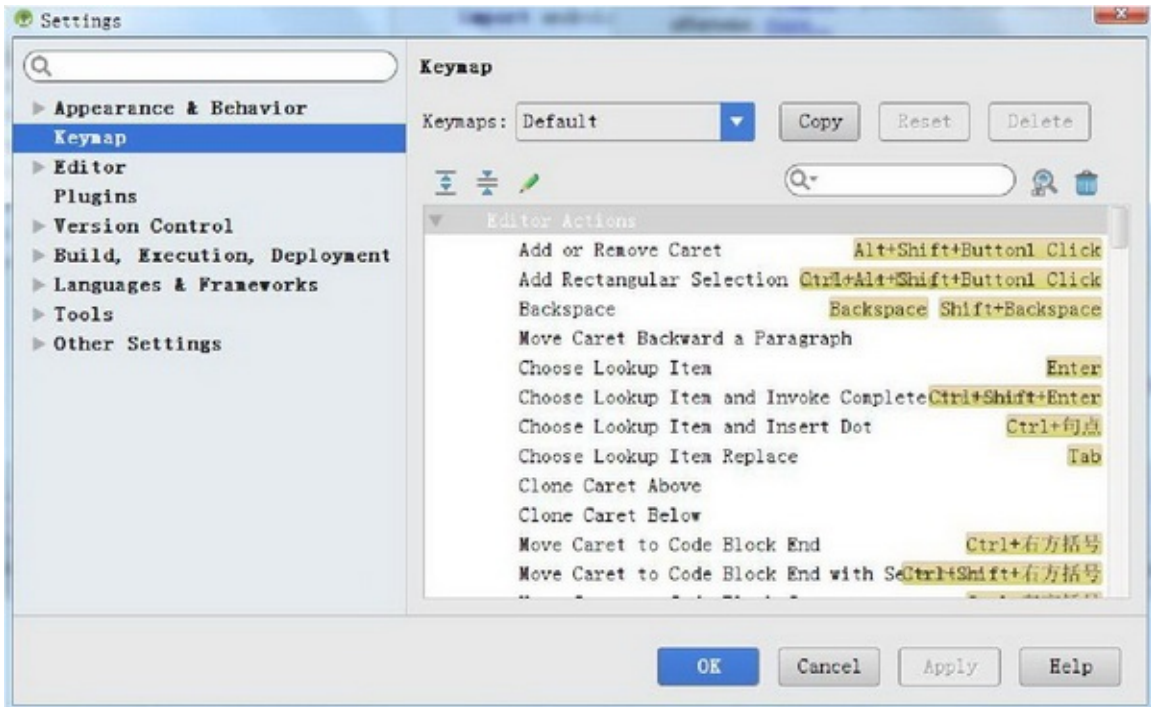 Settings
Appearance & Behavior
Keymap
Editor
Plugins
Version Control
Build, Execution, Deployment
Languages & Frameworks
Tools
Other Settings
Keymap
Keymaps: Default Copy Reset Delete
Editor Actions
Add or Remove Caret Alt+Shift+Button1 Click
Add Rectangular Selection Ctrl+Alt+Shift+Button1 Click
Backspace Backspace Shift+Backspace
Move Caret Backward a Paragraph
Choose Lookup Item Enter
Choose Lookup Item and Invoke Complete Ctrl+Shift+Enter
Choose Lookup Item and Insert Dot Ctrl+句点
Choose Lookup Item Replace Tab
Clone Caret Above
Clone Caret Below
Move Caret to Code Block End Ctrl+右方括号
Move Caret to Code Block End with Se Ctrl+Shift+右方括号
OK Cancel Apply Help